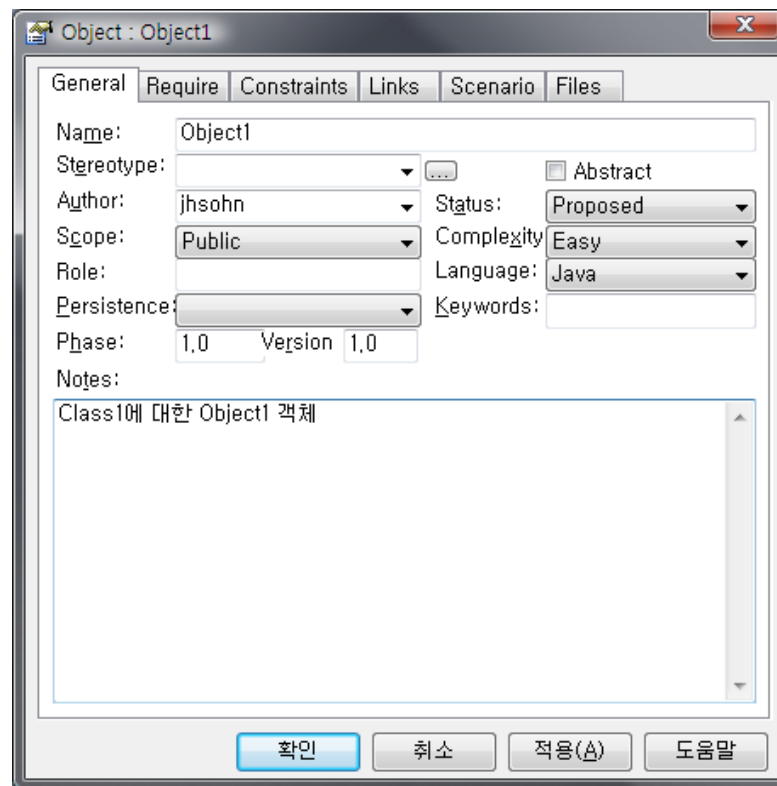 Object : Object1
General Require Constraints Links Scenario Files
Name: Object1
Stereotype: ... Abstract
Author: jhsohn Status: Proposed
Scope: Public Complexity Easy
Role: Language: Java
Persistence: Keywords:
Phase: 1.0 Version 1.0
Notes:
Class1에 대한 Object1 객체
확인 취소 적용(A) 도움말